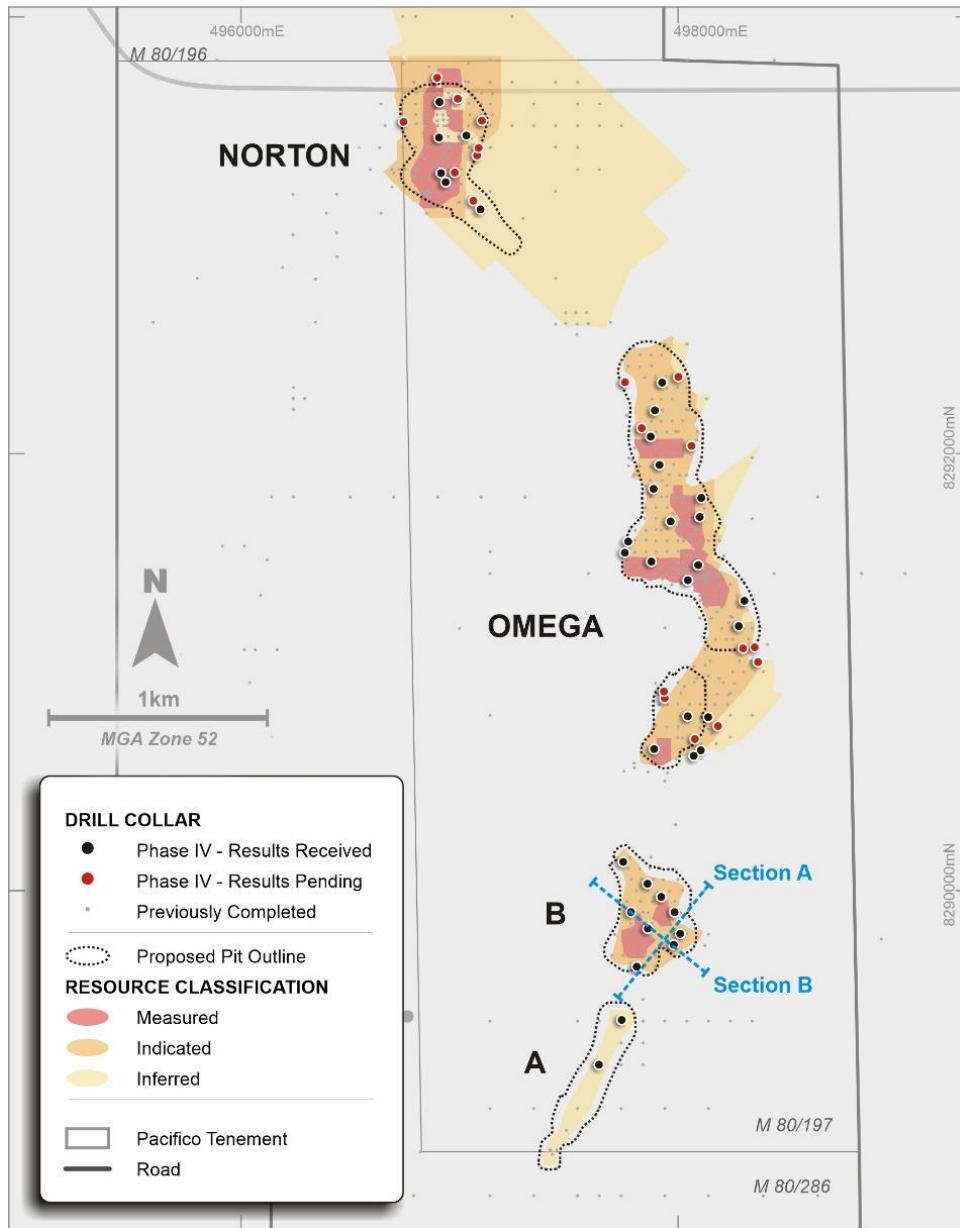 496000mE
498000mE
M 80/196
NORTON
8292000mN
N
OMEGA
1km
MGA Zone 52
DRILL COLLAR
Phase IV - Results Received
Phase IV - Results Pending
Previously Completed
Proposed Pit Outline
RESOURCE CLASSIFICATION
Measured
Indicated
Inferred
Pacifico Tenement
Road
Section A
B
8290000mN
Section B
A
M 80/197
M 80/286